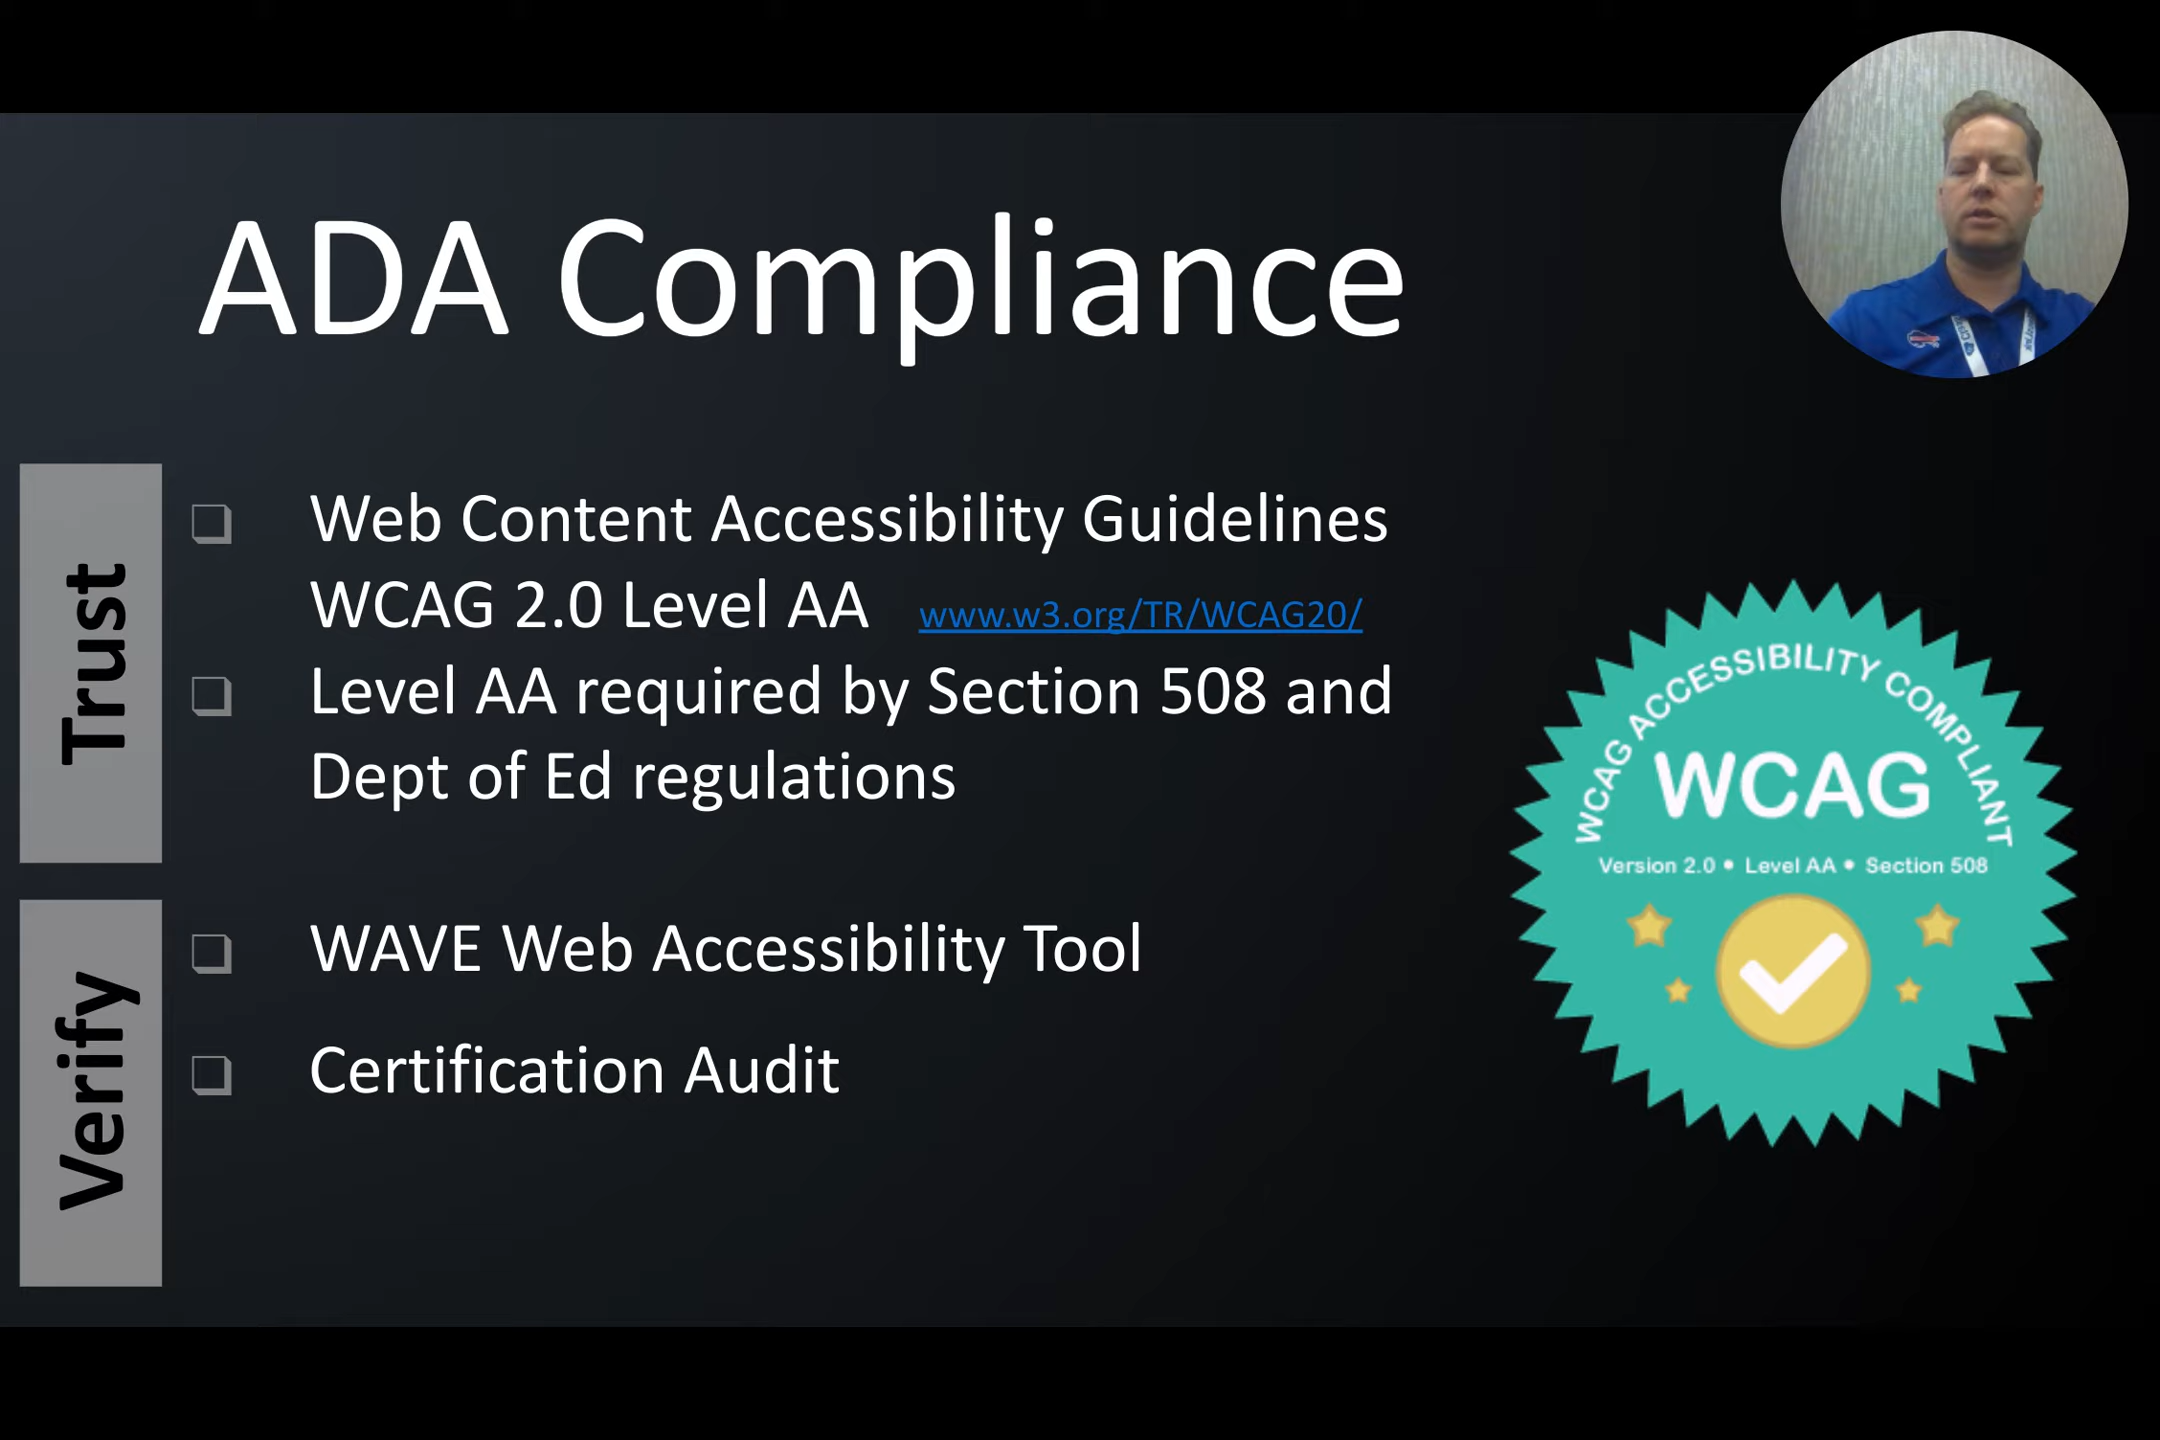 ADA Compliance
Trust
Web Content Accessibility Guidelines
WCAG 2.0 Level AA www.w3.org/TR/WCAG20/
Level AA required by Section 508 and
Dept of Ed regulations
Verify
WAVE Web Accessibility Tool
Certification Audit
WCAG ACCESSIBILITY COMPLIANT
WCAG
Version 2.0 • Level AA • Section 508